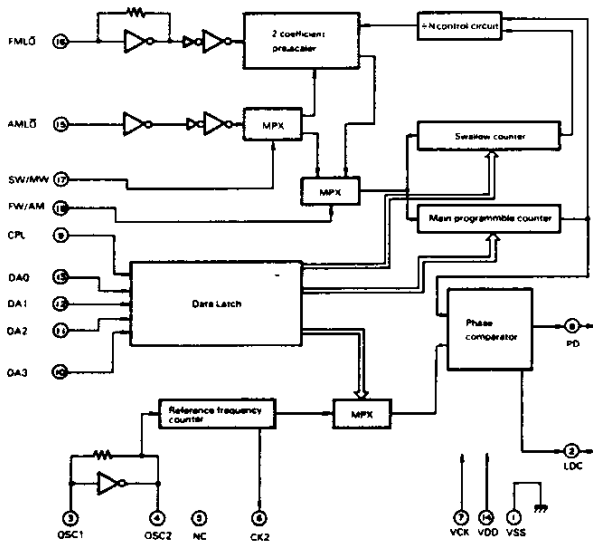 FMLO 16
2 coefficient
prescaler
÷N control circuit
AMLO 15
MPX
Swallow counter
SW/MW 17
FW/AM 18
MPX
Main programmble counter
CPL 9
DA0 13
DA1 12
DA2 11
DA3 10
Data Latch
Phase
comparator
8
PD
Reference frequency
counter
MPX
2
LDC
3
OSC1
4
OSC2
5
NC
6
CK2
7
VCK
14
VDD
1
VSS